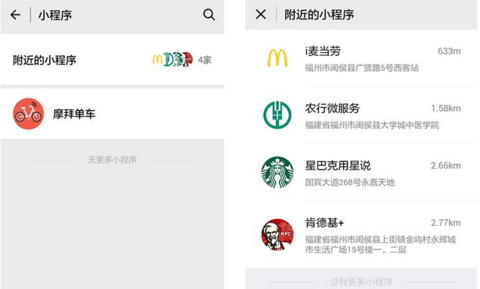 小程序
附近的小程序
4家
摩拜单车
无更多小程序
附近的小程序
i麦当劳
633m
福州市闽侯县广贤路5号西客站
农行微服务
1.58km
福建省福州市闽侯县大学城中医学院
星巴克用星说
2.66km
国宾大道268号永嘉天地
肯德基+
2.77km
福建省福州市闽侯县上街镇金屿村永辉城
市生活广场15号楼一、二层
KFC
没有更多小程序